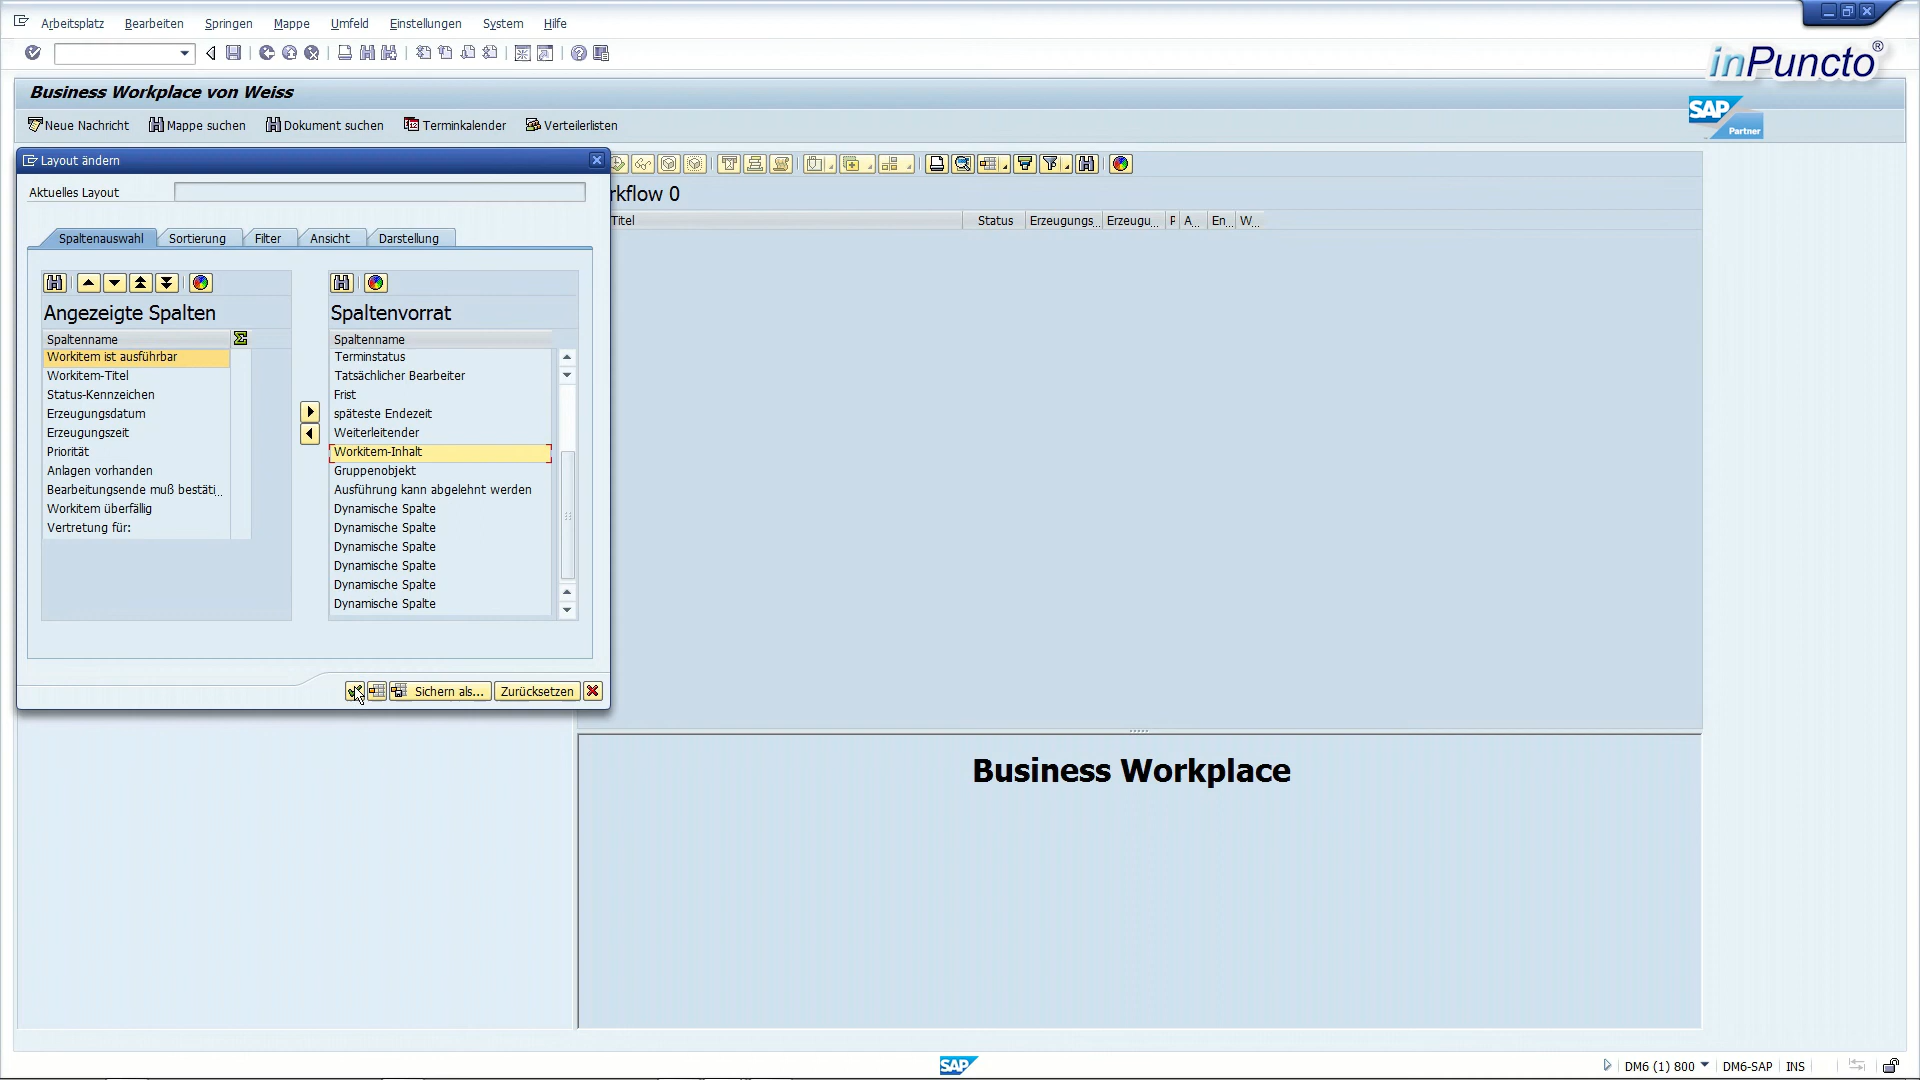 Arbeitsplatz Bearbeiten Springen Mappe Umfeld Einstellungen System Hilfe
inPuncto®
Business Workplace von Weiss
SAP Partner
Neue Nachricht Mappe suchen Dokument suchen Terminkalender Verteilerlisten
Layout ändern
Aktuelles Layout
rkflow 0
Titel Status Erzeugungs... Erzeugu... P A... En... W...
Spaltenauswahl Sortierung Filter Ansicht Darstellung
Angezeigte Spalten
Spaltenname
Workitem ist ausführbar
Workitem-Titel
Status-Kennzeichen
Erzeugungsdatum
Erzeugungszeit
Priorität
Anlagen vorhanden
Bearbeitungsende muß bestäti...
Workitem überfällig
Vertretung für:
Spaltenvorrat
Spaltenname
Terminstatus
Tatsächlicher Bearbeiter
Frist
späteste Endezeit
Weiterleitender
Workitem-Inhalt
Gruppenobjekt
Ausführung kann abgelehnt werden
Dynamische Spalte
Dynamische Spalte
Dynamische Spalte
Dynamische Spalte
Dynamische Spalte
Dynamische Spalte
Sichern als... Zurücksetzen
Business Workplace
SAP
DM6 (1) 800 DM6-SAP INS